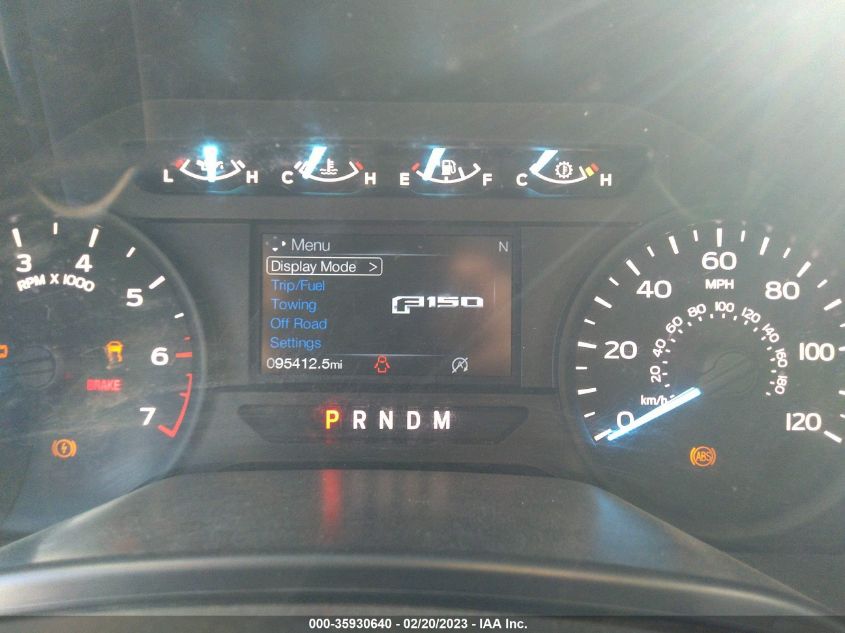 L H C H E F C H
Menu N
Display Mode >
Trip/Fuel
Towing
Off Road
Settings
F150
095412.5mi
P R N D M
3 4 5 6 7
RPM X 1000
BRAKE
0 20 40 60 80 100 120
MPH
20 40 60 80 100 120 140 160 180
km/h
ABS
000-35930640 - 02/20/2023 - IAA Inc.